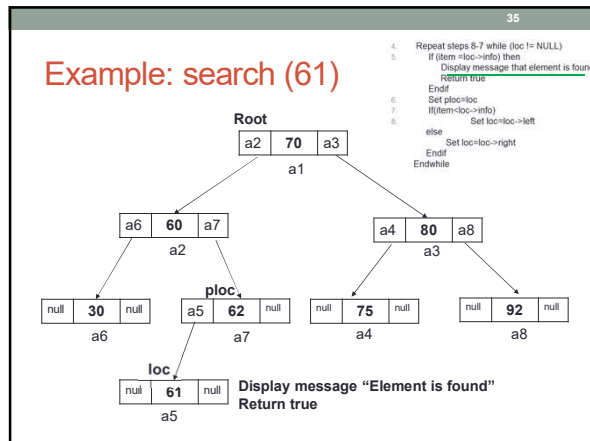 35
4. Repeat steps 8-7 while (loc != NULL)
5. If (item =loc->info) then
Display message that element is found
Return true
Endif
6. Set ploc=loc
7. If(item<loc->info)
8. Set loc=loc->left
else
Set loc=loc->right
Endif
Endwhile
Example: search (61)
Root
a2 70 a3
a1
a6 60 a7
a2
a4 80 a8
a3
ploc
null 30 null
a6
a5 62 null
a7
null 75 null
a4
null 92 null
a8
loc
null 61 null
a5
Display message “Element is found”
Return true